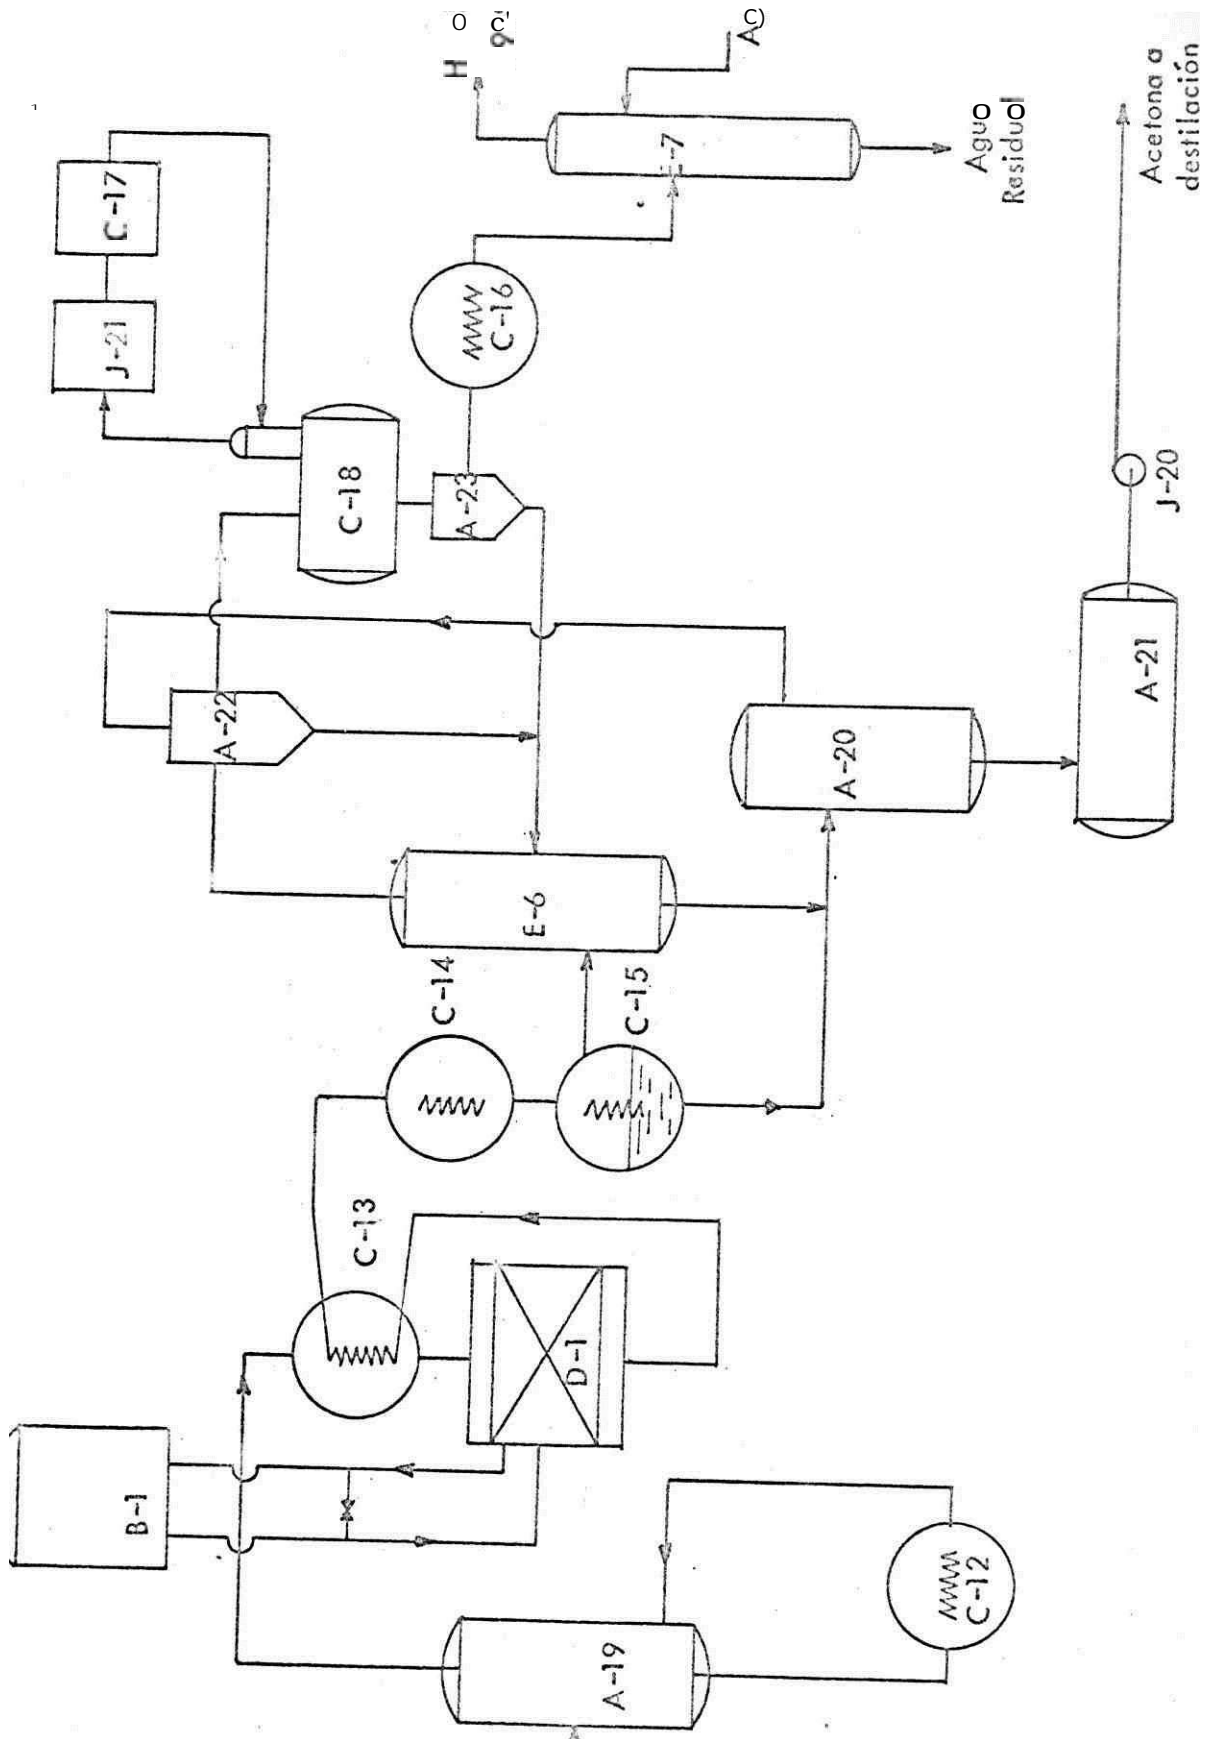 C-17
J-21
C-16
C-18
A-23
A-22
Agua
Residual
Acetona a
destilación
J-20
A-21
A-20
E-6
C-14
C-15
C-13
D-1
B-1
A-19
C-12